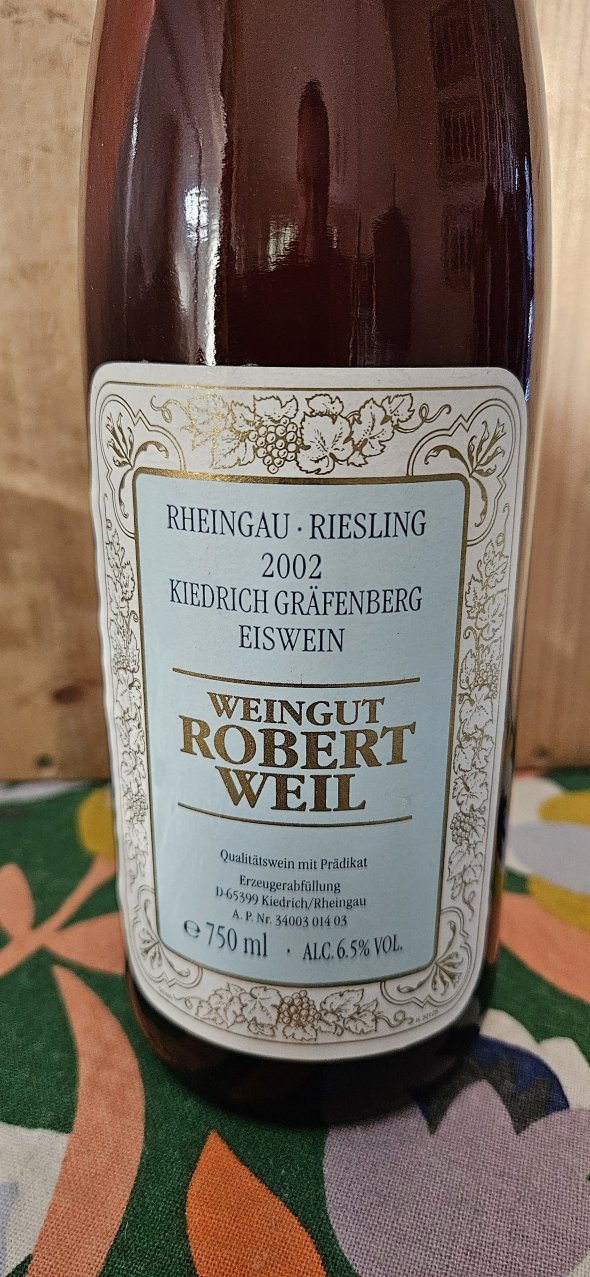 RHEINGAU · RIESLING
2002
KIEDRICH GRÄFENBERG
EISWEIN
WEINGUT
ROBERT
WEIL
Qualitätswein mit Prädikat
Erzeugerabfüllung
D-65399 Kiedrich/Rheingau
A. P. Nr. 34003 014 03
℮ 750 ml · ALC. 6.5% VOL.